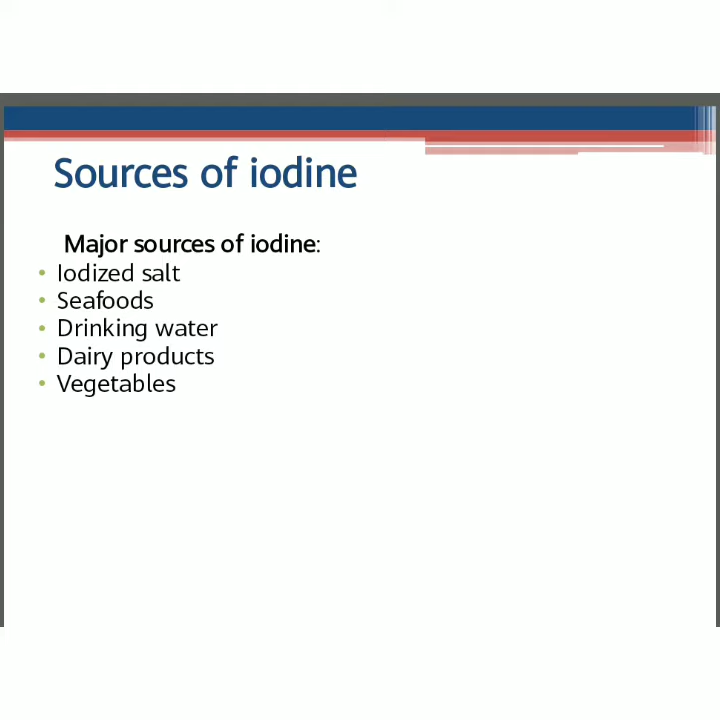 Sources of iodine
Major sources of iodine:
• Iodized salt
• Seafoods
• Drinking water
• Dairy products
• Vegetables